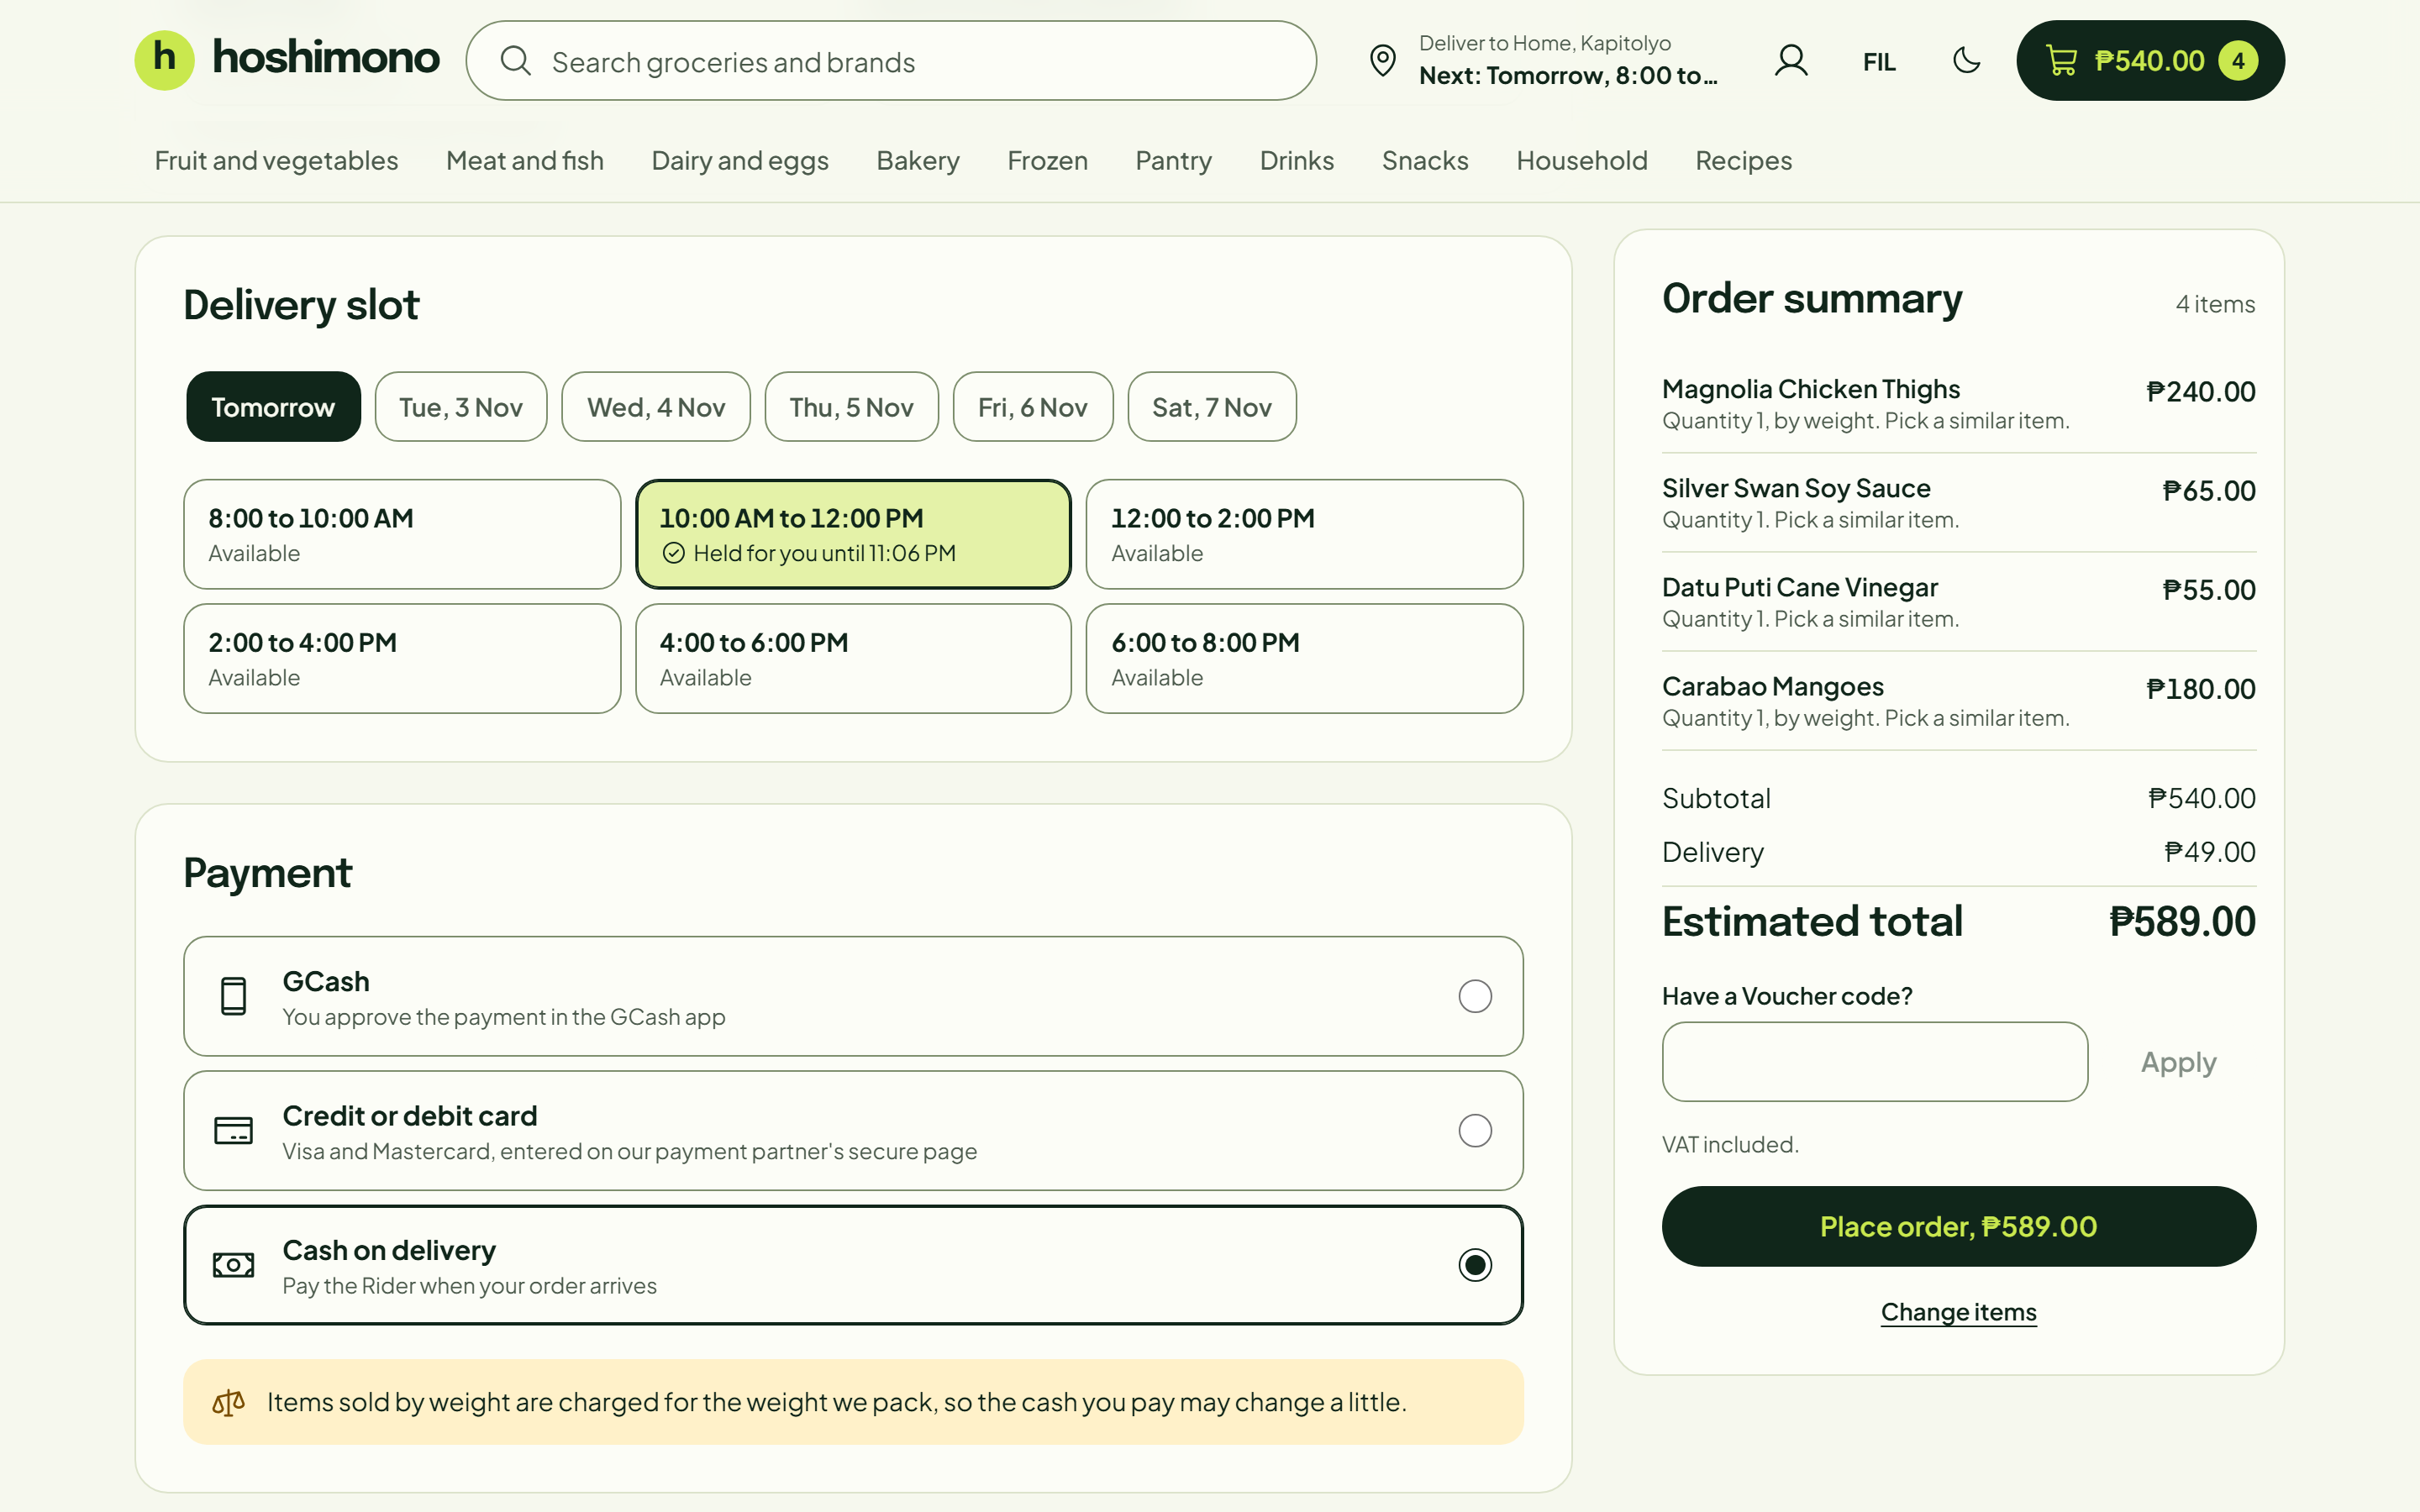 h hoshimono
Search groceries and brands
Deliver to Home, Kapitolyo
Next: Tomorrow, 8:00 to...
FIL
₱540.00 4
Fruit and vegetables Meat and fish Dairy and eggs Bakery Frozen Pantry Drinks Snacks Household Recipes
Delivery slot
Tomorrow Tue, 3 Nov Wed, 4 Nov Thu, 5 Nov Fri, 6 Nov Sat, 7 Nov
8:00 to 10:00 AM
Available
10:00 AM to 12:00 PM
Held for you until 11:06 PM
12:00 to 2:00 PM
Available
2:00 to 4:00 PM
Available
4:00 to 6:00 PM
Available
6:00 to 8:00 PM
Available
Payment
GCash
You approve the payment in the GCash app
Credit or debit card
Visa and Mastercard, entered on our payment partner's secure page
Cash on delivery
Pay the Rider when your order arrives
Items sold by weight are charged for the weight we pack, so the cash you pay may change a little.
Order summary 4 items
Magnolia Chicken Thighs ₱240.00
Quantity 1, by weight. Pick a similar item.
Silver Swan Soy Sauce ₱65.00
Quantity 1. Pick a similar item.
Datu Puti Cane Vinegar ₱55.00
Quantity 1. Pick a similar item.
Carabao Mangoes ₱180.00
Quantity 1, by weight. Pick a similar item.
Subtotal ₱540.00
Delivery ₱49.00
Estimated total ₱589.00
Have a Voucher code?
Apply
VAT included.
Place order, ₱589.00
Change items